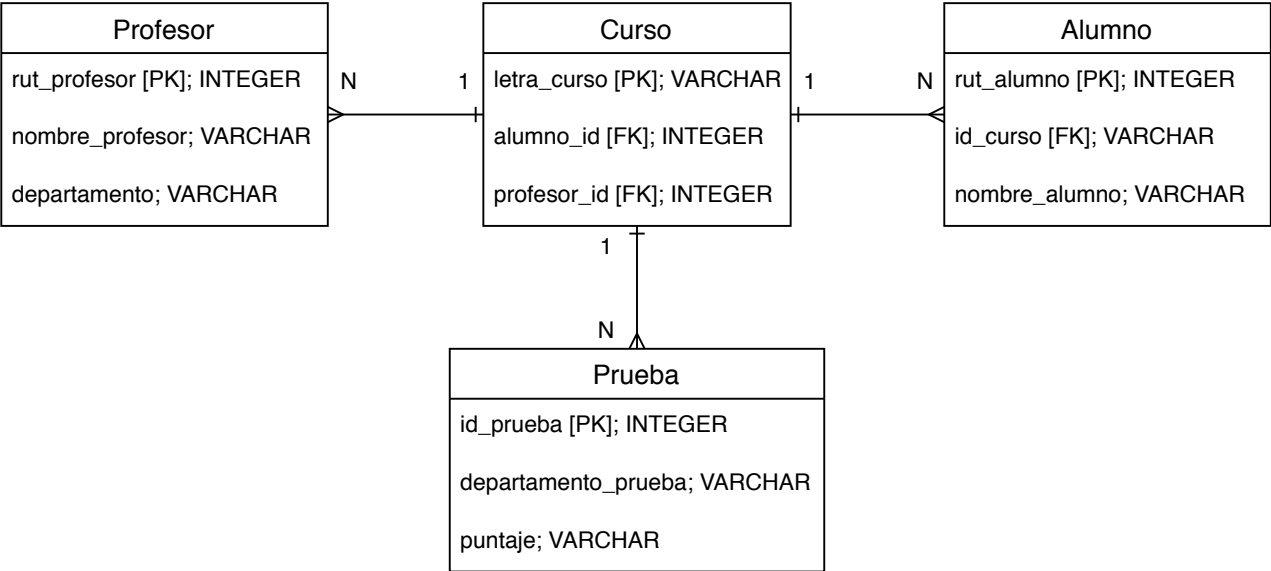 Profesor
rut_profesor [PK]; INTEGER
nombre_profesor; VARCHAR
departamento; VARCHAR
N
1
Curso
letra_curso [PK]; VARCHAR
alumno_id [FK]; INTEGER
profesor_id [FK]; INTEGER
1
N
Alumno
rut_alumno [PK]; INTEGER
id_curso [FK]; VARCHAR
nombre_alumno; VARCHAR
1
N
Prueba
id_prueba [PK]; INTEGER
departamento_prueba; VARCHAR
puntaje; VARCHAR